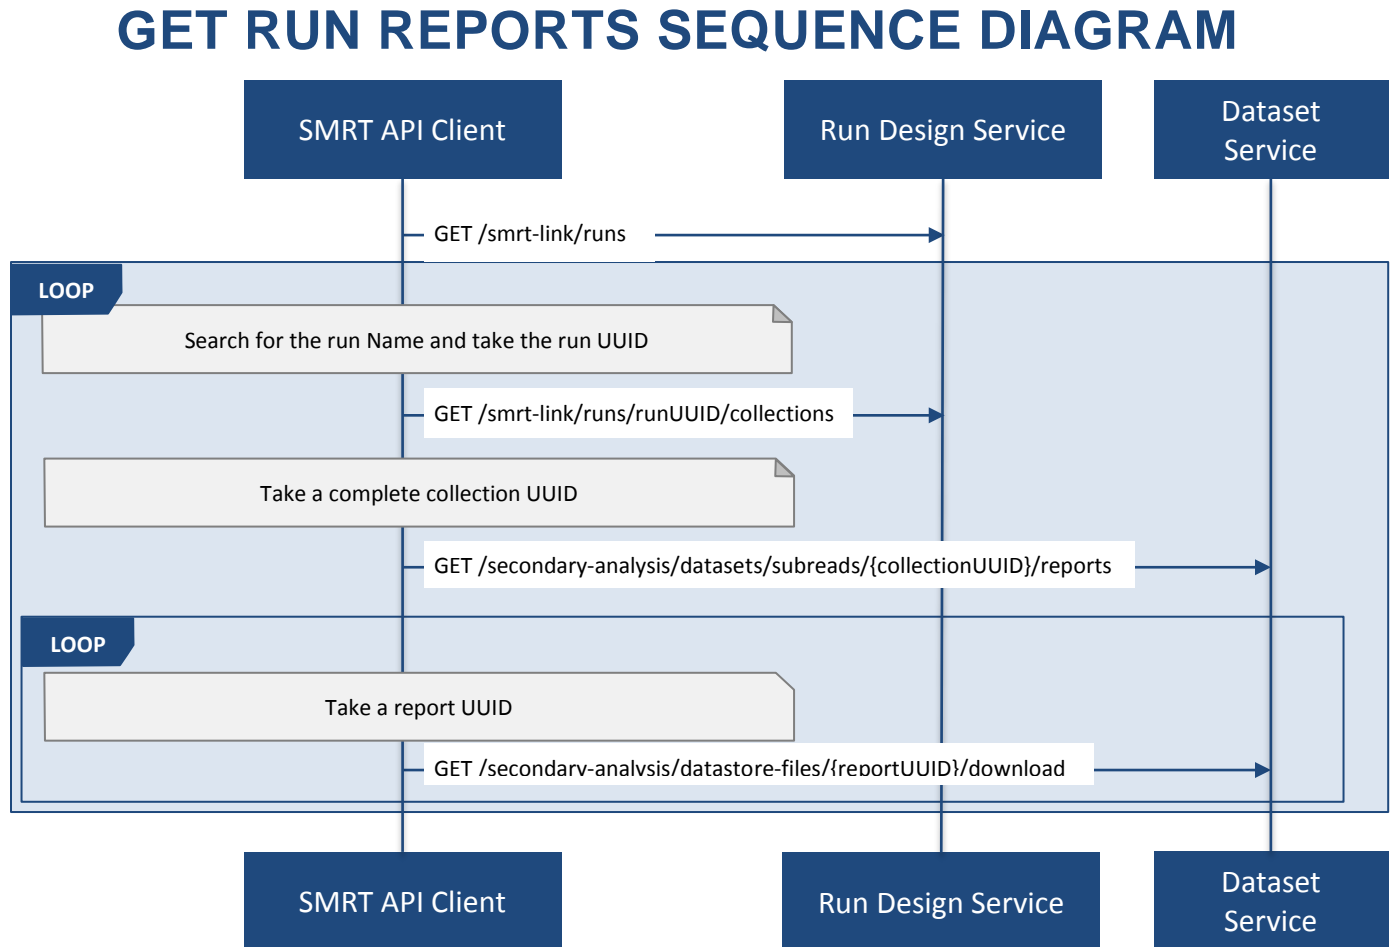 GET RUN REPORTS SEQUENCE DIAGRAM
SMRT API Client
Run Design Service
Dataset
Service
GET /smrt-link/runs
LOOP
Search for the run Name and take the run UUID
GET /smrt-link/runs/runUUID/collections
Take a complete collection UUID
GET /secondary-analysis/datasets/subreads/{collectionUUID}/reports
LOOP
Take a report UUID
GET /secondary-analysis/datastore-files/{reportUUID}/download
SMRT API Client
Run Design Service
Dataset
Service